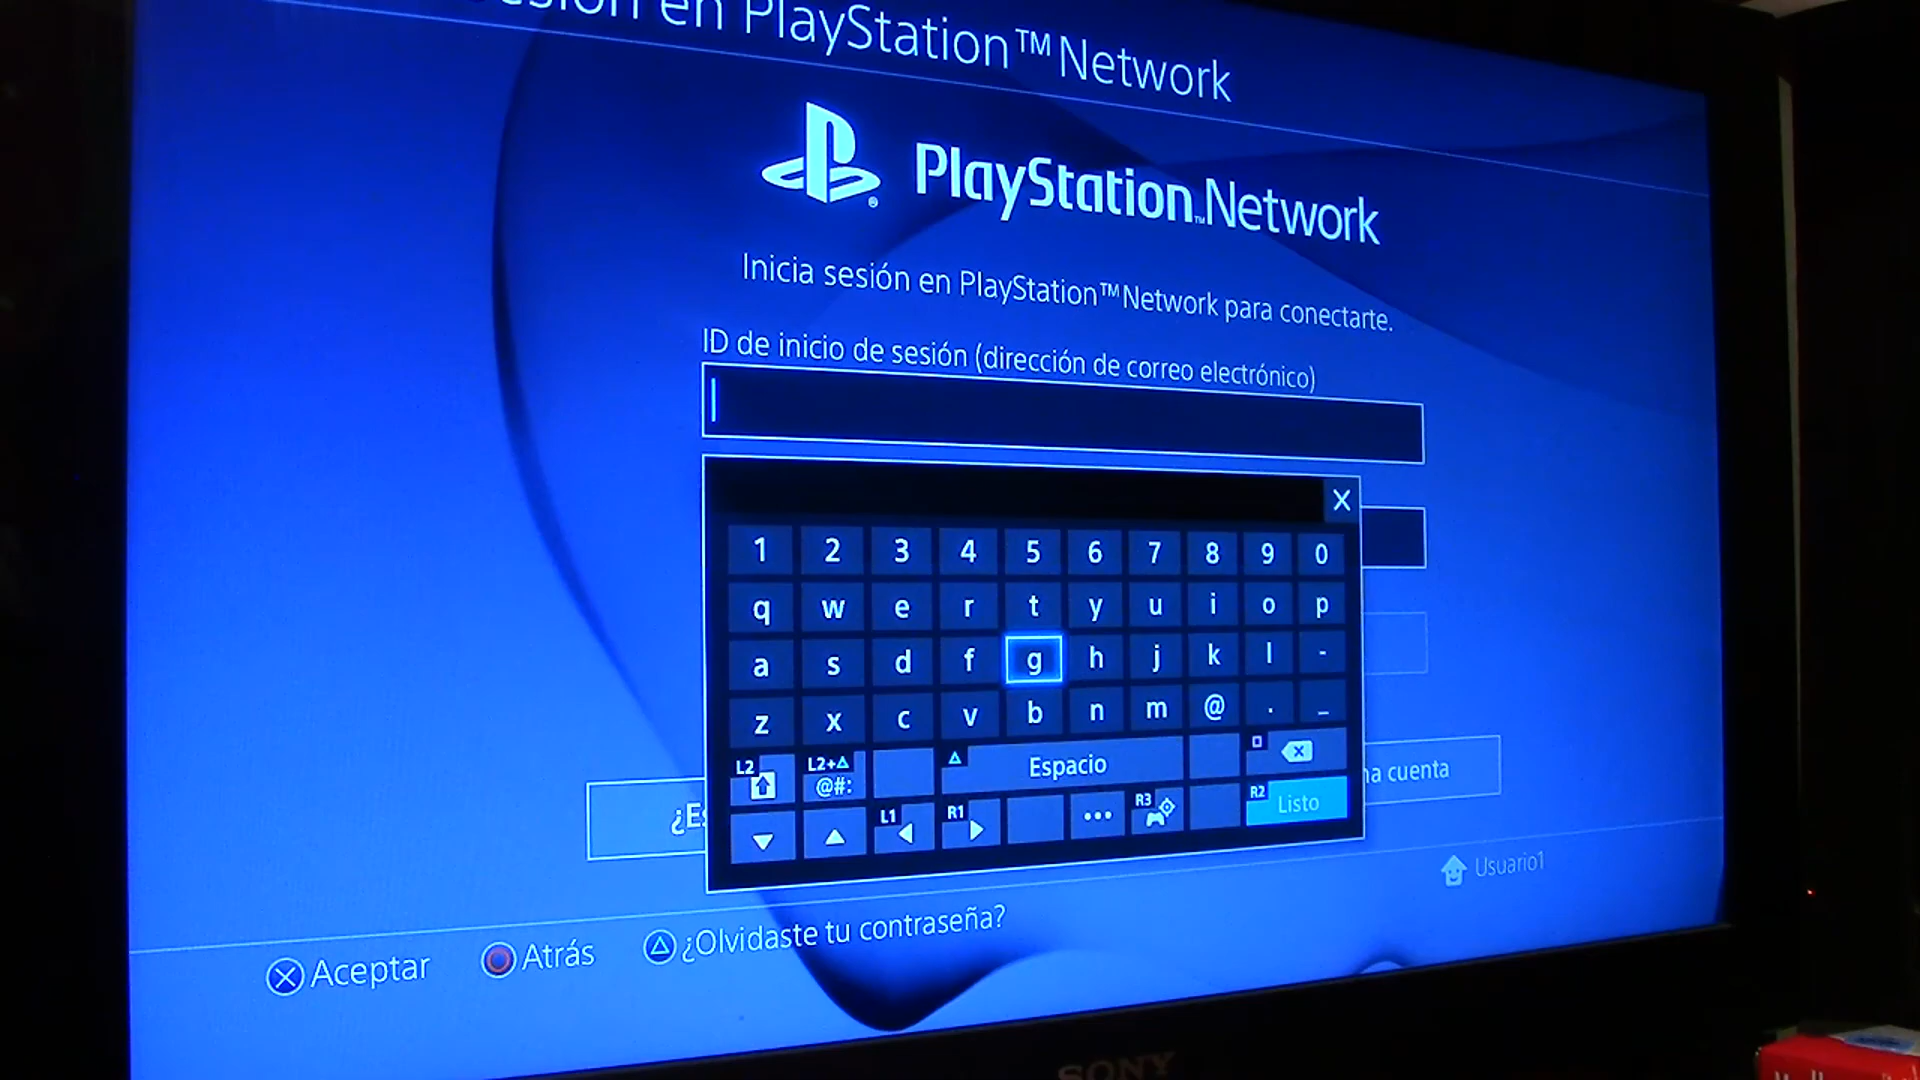 en PlayStation™Network
PlayStation™Network
Inicia sesión en PlayStation™Network para conectarte.
ID de inicio de sesión (dirección de correo electrónico)
X
1 2 3 4 5 6 7 8 9 0
q w e r t y u i o p
a s d f g h j k l -
z x c v b n m @ . _
L2 L2+△ @#: △ Espacio □
L1 R1 ... R3 R2 Listo
cuenta
Usuario1
Aceptar Atrás ¿Olvidaste tu contraseña?
SONY